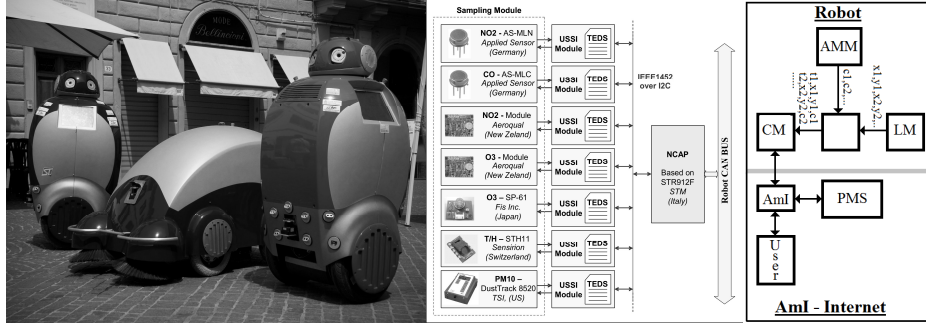 MODE
Bellincioni
Sampling Module
NO2 - AS-MLN
Applied Sensor
(Germany)
USSI
Module
TEDS
CO - AS-MLC
Applied Sensor
(Germany)
USSI
Module
TEDS
IEEE1452
over I2C
NO2 - Module
Aeroqual
(New Zeland)
USSI
Module
TEDS
O3 - Module
Aeroqual
(New Zeland)
USSI
Module
TEDS
O3 – SP-61
Fis Inc.
(Japan)
USSI
Module
TEDS
T/H – STH11
Sensirion
(Switzerland)
USSI
Module
TEDS
PM10 –
DustTrack 8520
TSI, (US)
USSI
Module
TEDS
NCAP
Based on
STR912F
STM
(Italy)
Robot CAN BUS
Robot
AMM
c1,c2,...
x1,y1,x2,y2...
t1,x1,y1,c1
t2,x2,y2,c2
......
CM
LM
AmI
PMS
User
AmI - Internet